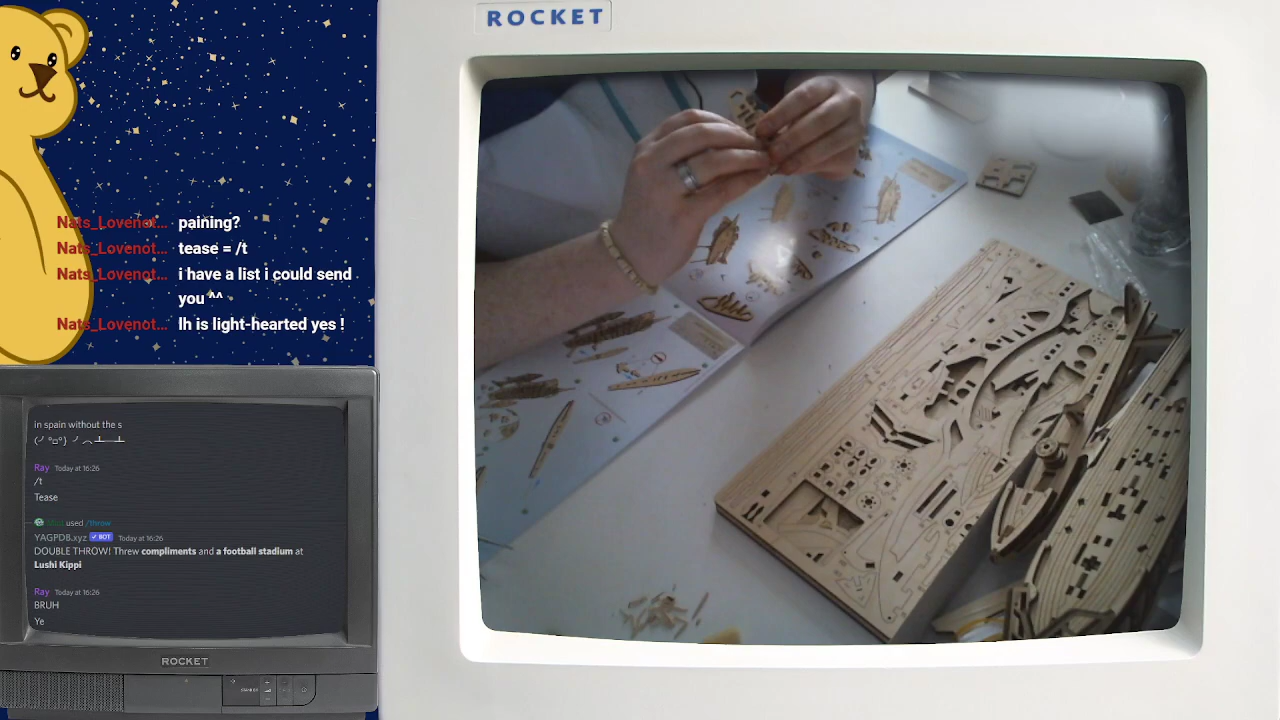 ROCKET
Nats_Lovenot... paining?
Nats_Lovenot... tease = /t
Nats_Lovenot... i have a list i could send
you ^^
Nats_Lovenot... lh is light-hearted yes !
in spain without the s
Ray Today at 16:26
/t
Tease
used /throw
YAGPDB.xyz ✓ BOT Today at 16:26
DOUBLE THROW! Threw compliments and a football stadium at
Lushi Kippi
Ray Today at 16:26
BRUH
Ye
ROCKET